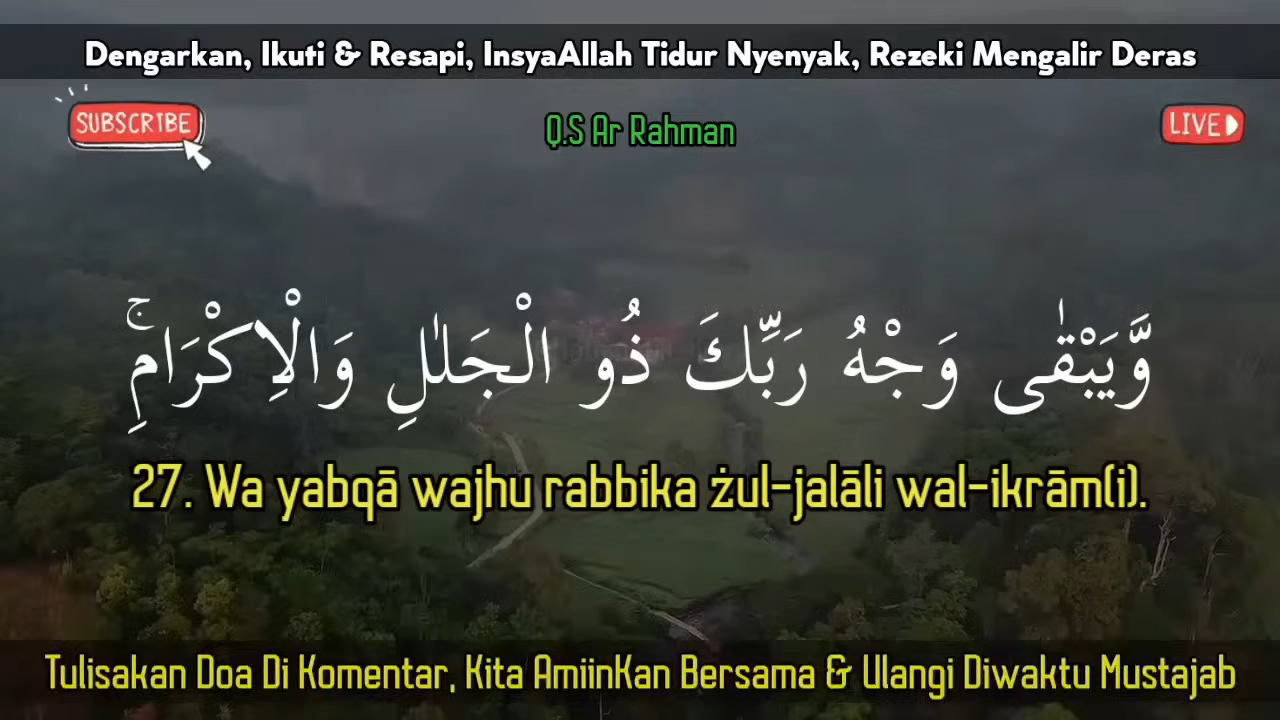 Dengarkan, Ikuti & Resapi, InsyaAllah Tidur Nyenyak, Rezeki Mengalir Deras
SUBSCRIBE
Q.S Ar Rahman
LIVE
وَّيَبْقٰى وَجْهُ رَبِّكَ ذُو الْجَلٰلِ وَالْاِكْرَامِۚ
27. Wa yabqā wajhu rabbika żul-jalāli wal-ikrām(i).
Tulisakan Doa Di Komentar, Kita AmiinKan Bersama & Ulangi Diwaktu Mustajab